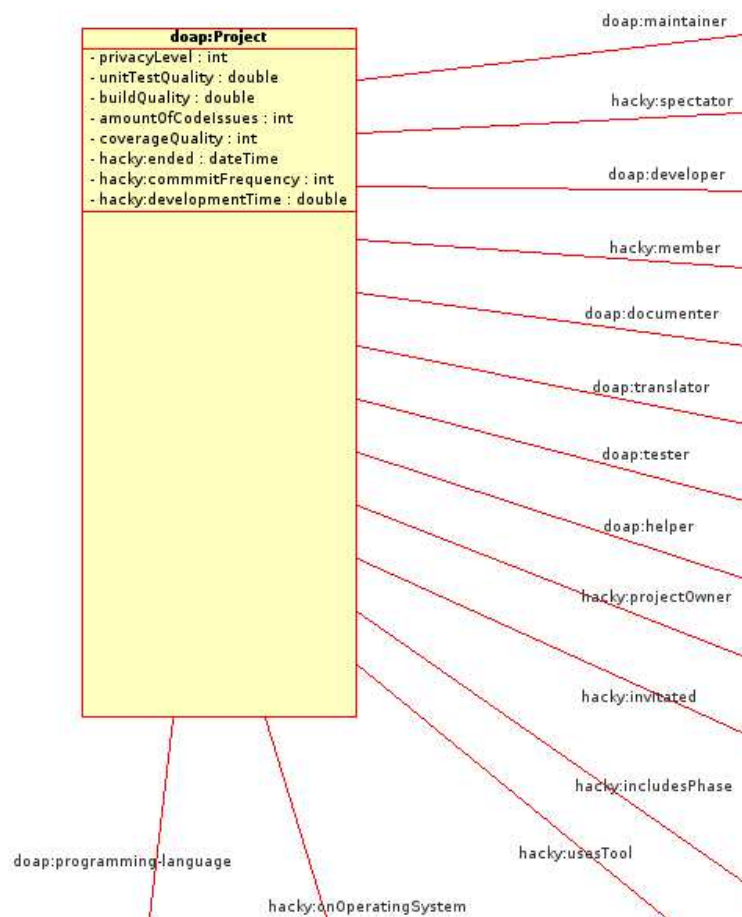 doap:Project
- privacyLevel : int
- unitTestQuality : double
- buildQuality : double
- amountOfCodeIssues : int
- coverageQuality : int
- hacky:ended : dateTime
- hacky:commmitFrequency : int
- hacky:developmentTime : double
doap:maintainer
hacky:spectator
doap:developer
hacky:member
doap:documenter
doap:translator
doap:tester
doap:helper
hacky:projectOwner
hacky:invitated
hacky:includesPhase
hacky:usesTool
doap:programming-language
hacky:onOperatingSystem